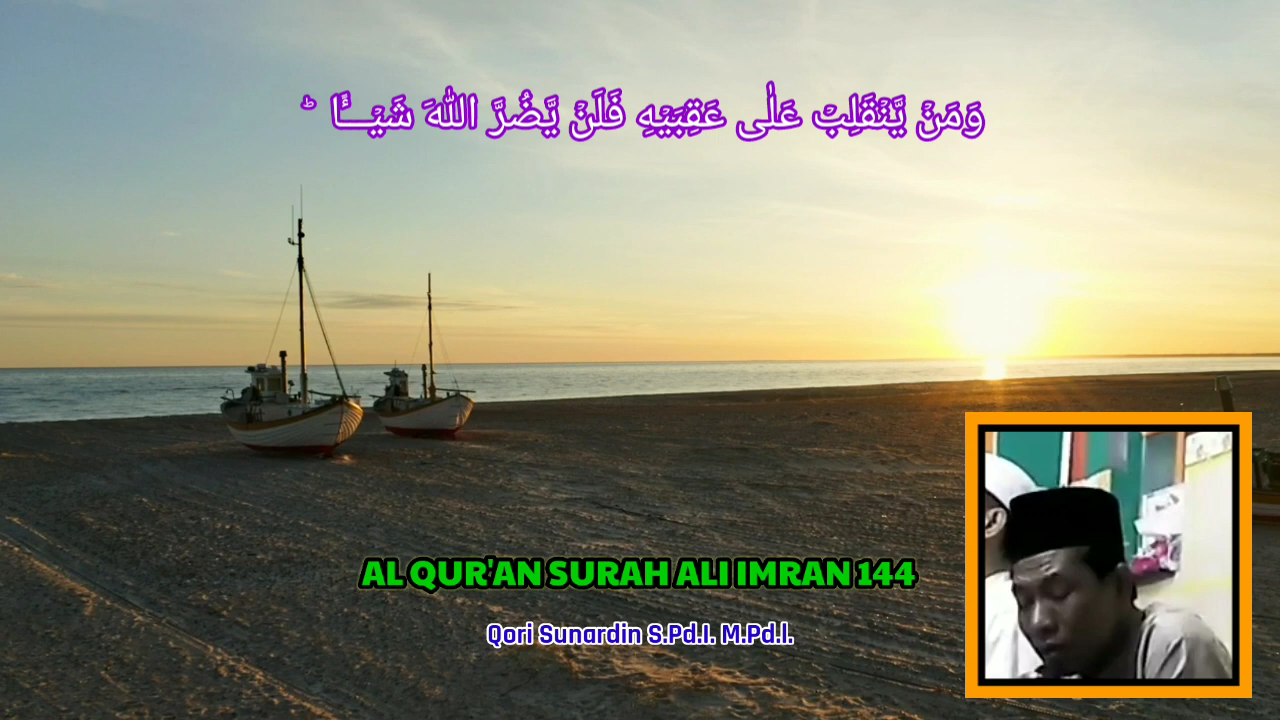 وَمَنْ يَّنْقَلِبْ عَلٰى عَقِبَيْهِ فَلَنْ يَّضُرَّ اللّٰهَ شَيْـًٔا ۗ
AL QUR'AN SURAH ALI IMRAN 144
Qori Sunardin S.Pd.I. M.Pd.I.